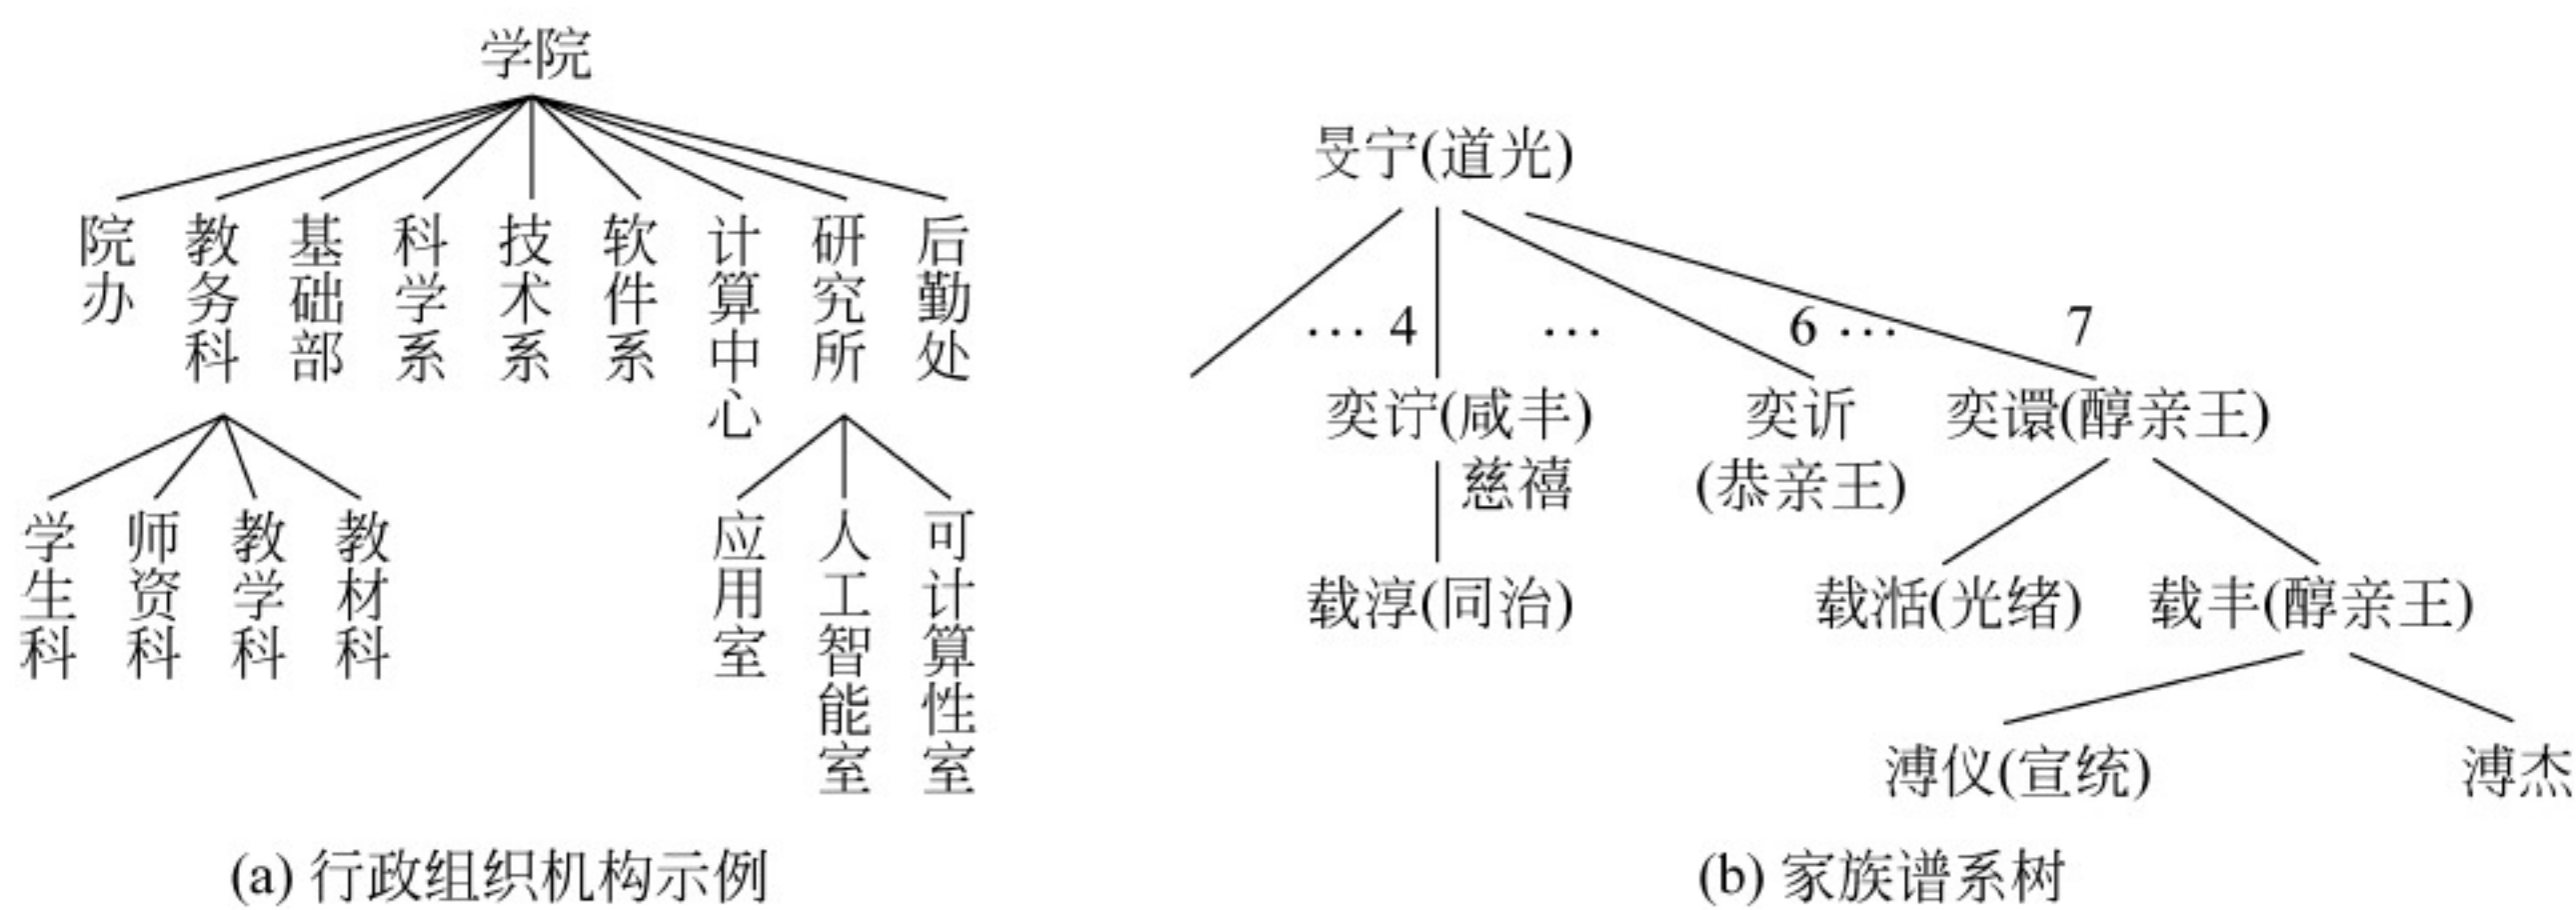 学院
院办
教务科
基础部
科学系
技术系
软件系
计算中心
研究所
后勤处
学生科
师资科
教学科
教材科
应用室
人工智能室
可计算性室
(a) 行政组织机构示例
旻宁(道光)
… 4
…
6 …
7
奕𬣞(咸丰)
慈禧
奕䜣
(恭亲王)
奕譞(醇亲王)
载淳(同治)
载湉(光绪)
载丰(醇亲王)
溥仪(宣统)
溥杰
(b) 家族谱系树